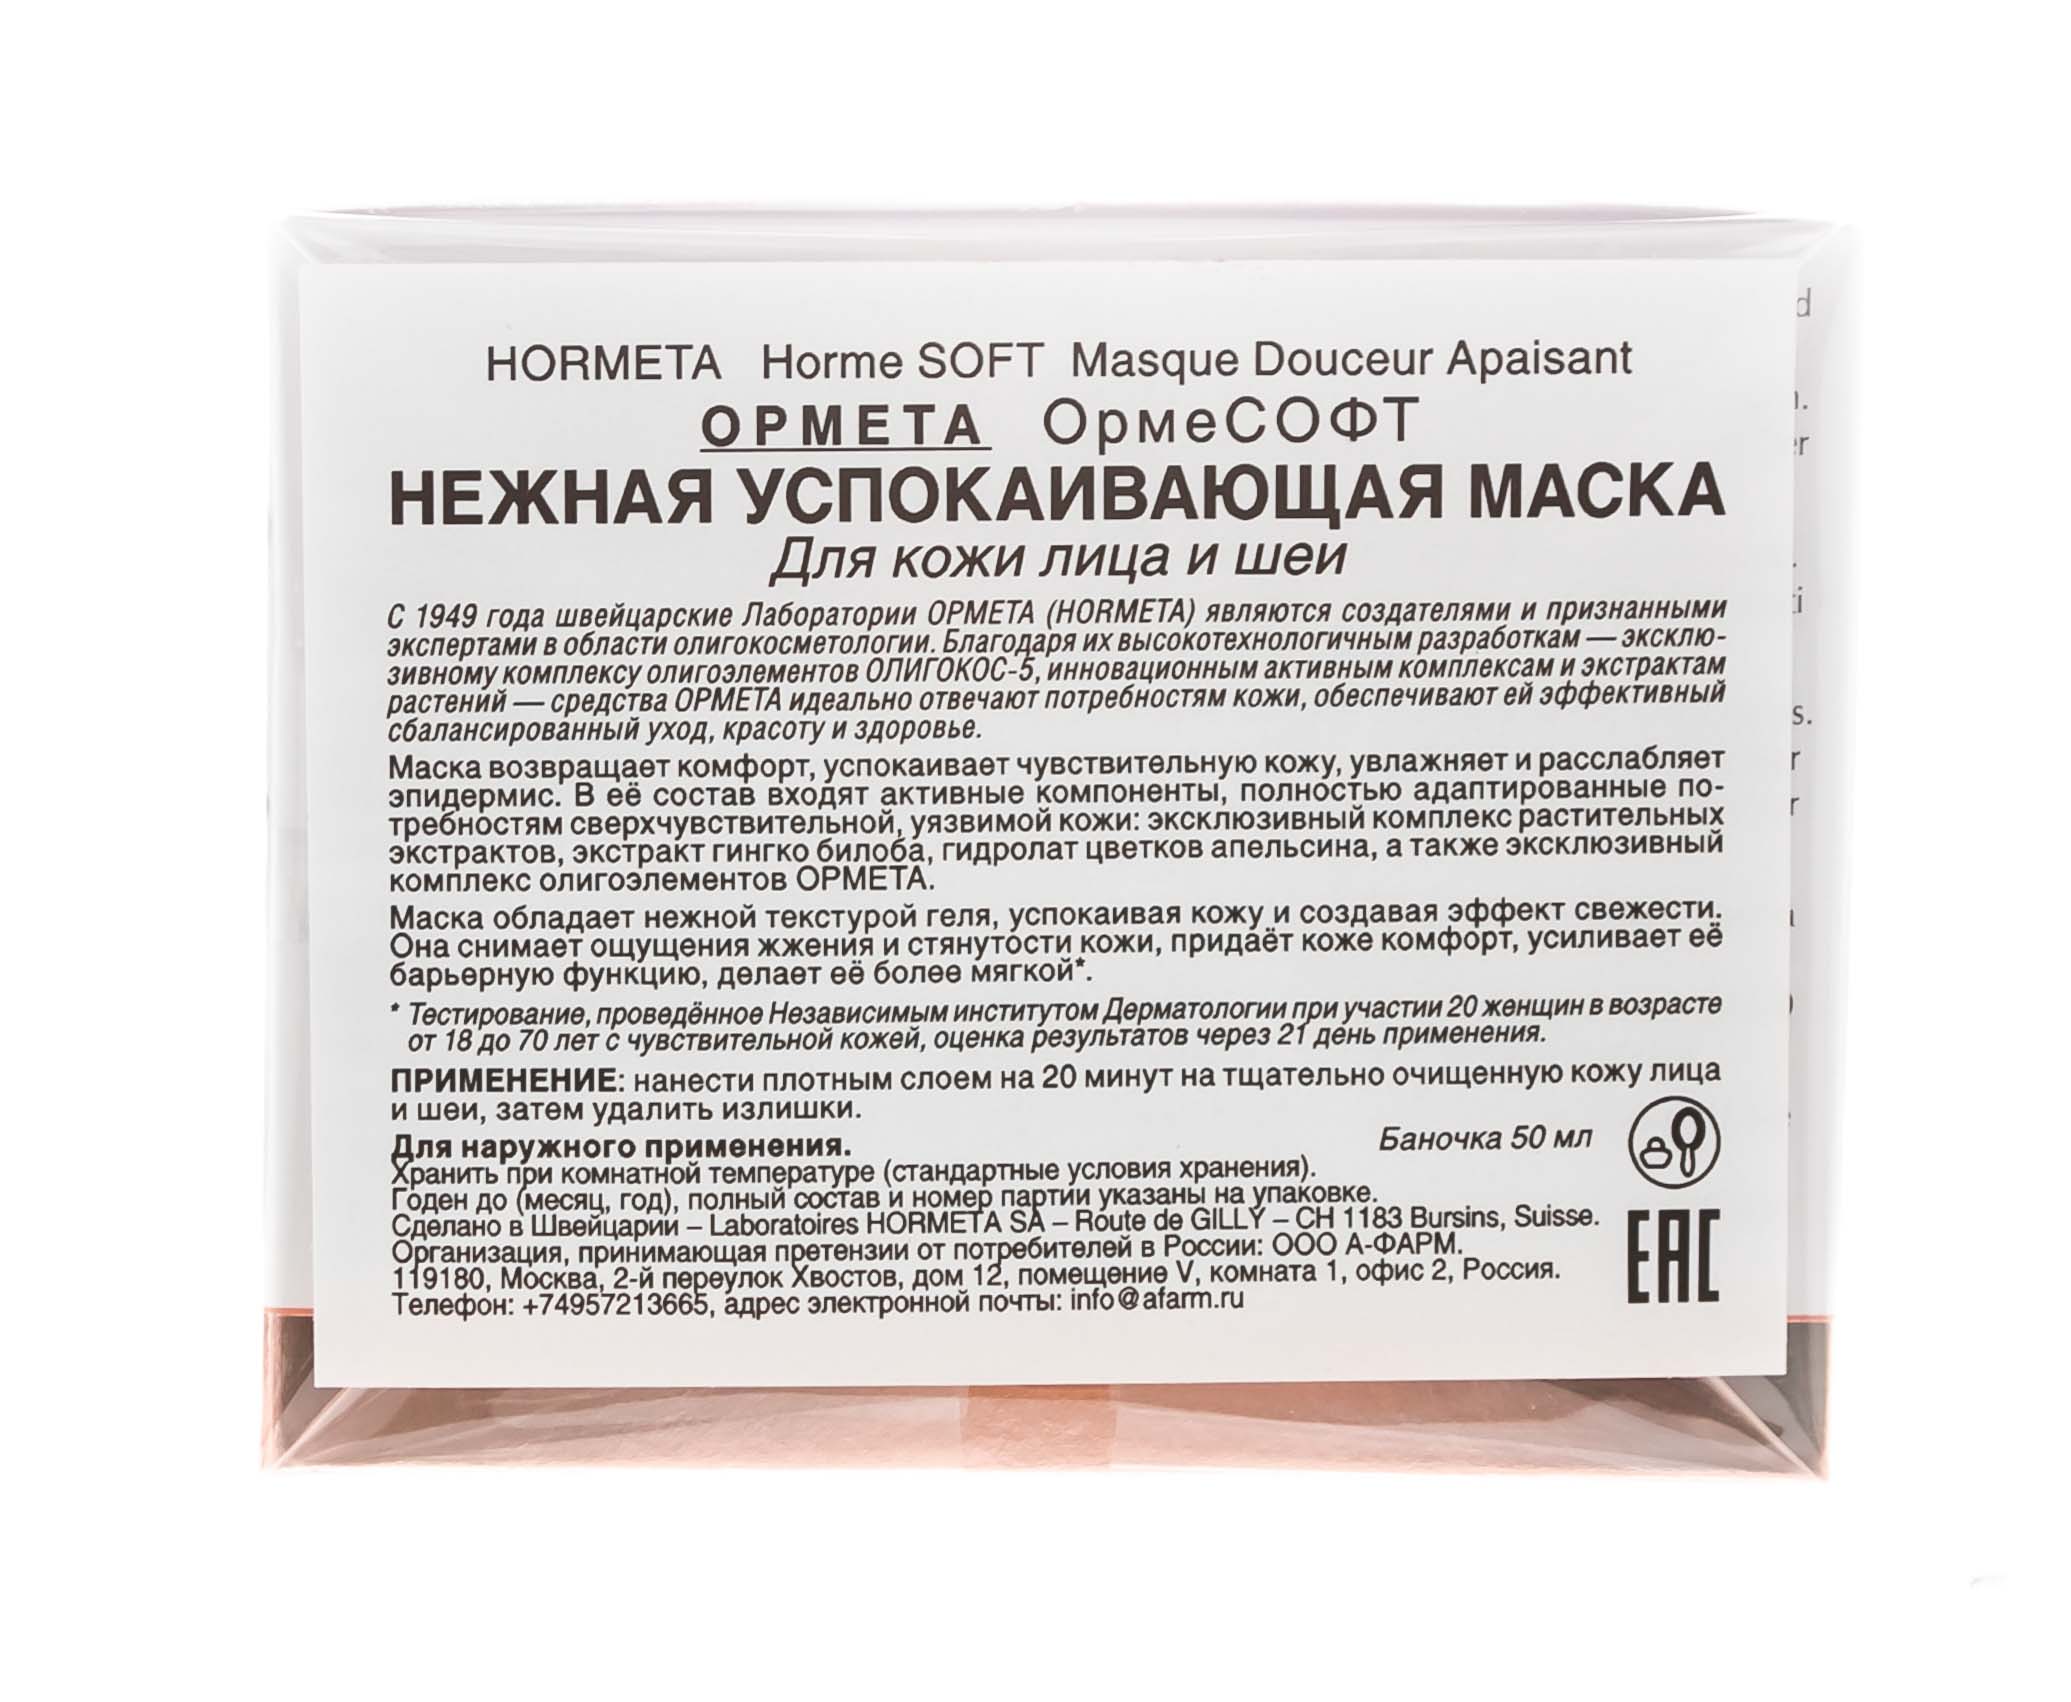 HORMETA Horme SOFT Masque Douceur Apaisant
ОРМЕТА ОрмеСОФТ
НЕЖНАЯ УСПОКАИВАЮЩАЯ МАСКА
Для кожи лица и шеи
С 1949 года швейцарские Лаборатории ОРМЕТА (HORMETA) являются создателями и признанными
экспертами в области олигокосметологии. Благодаря их высокотехнологичным разработкам — эксклю-
зивному комплексу олигоэлементов ОЛИГОКОС-5, инновационным активным комплексам и экстрактам
растений — средства ОРМЕТА идеально отвечают потребностям кожи, обеспечивают ей эффективный
сбалансированный уход, красоту и здоровье.
Маска возвращает комфорт, успокаивает чувствительную кожу, увлажняет и расслабляет
эпидермис. В её состав входят активные компоненты, полностью адаптированные по-
требностям сверхчувствительной, уязвимой кожи: эксклюзивный комплекс растительных
экстрактов, экстракт гингко билоба, гидролат цветков апельсина, а также эксклюзивный
комплекс олигоэлементов ОРМЕТА.
Маска обладает нежной текстурой геля, успокаивая кожу и создавая эффект свежести.
Она снимает ощущения жжения и стянутости кожи, придаёт коже комфорт, усиливает её
барьерную функцию, делает её более мягкой*.
* Тестирование, проведённое Независимым институтом Дерматологии при участии 20 женщин в возрасте
от 18 до 70 лет с чувствительной кожей, оценка результатов через 21 день применения.
ПРИМЕНЕНИЕ: нанести плотным слоем на 20 минут на тщательно очищенную кожу лица
и шеи, затем удалить излишки.
Для наружного применения.
Баночка 50 мл
Хранить при комнатной температуре (стандартные условия хранения).
Годен до (месяц, год), полный состав и номер партии указаны на упаковке.
Сделано в Швейцарии – Laboratoires HORMETA SA – Route de GILLY – CH 1183 Bursins, Suisse.
Организация, принимающая претензии от потребителей в России: ООО А-ФАРМ.
119180, Москва, 2-й переулок Хвостов, дом 12, помещение V, комната 1, офис 2, Россия.
Телефон: +74957213665, адрес электронной почты: info@afarm.ru
EAC